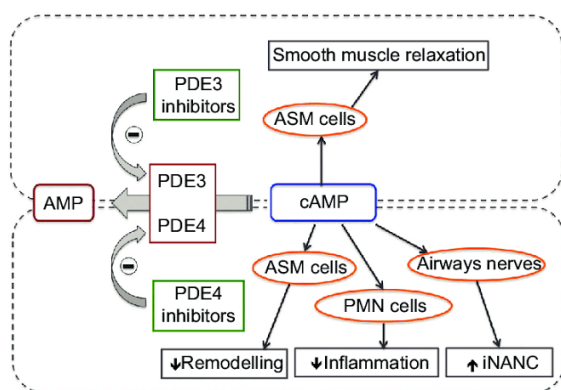 Smooth muscle relaxation
PDE3
inhibitors
ASM cells
PDE3
AMP
cAMP
PDE4
ASM cells
Airways nerves
PDE4
inhibitors
PMN cells
↓Remodelling
↓Inflammation
↑ iNANC